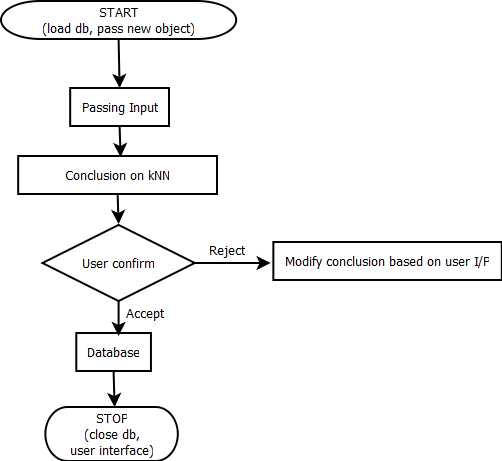 START
(load db, pass new object)
Passing Input
Conclusion on kNN
User confirm
Reject
Modify conclusion based on user I/P
Accept
Database
STOP
(close db,
user interface)